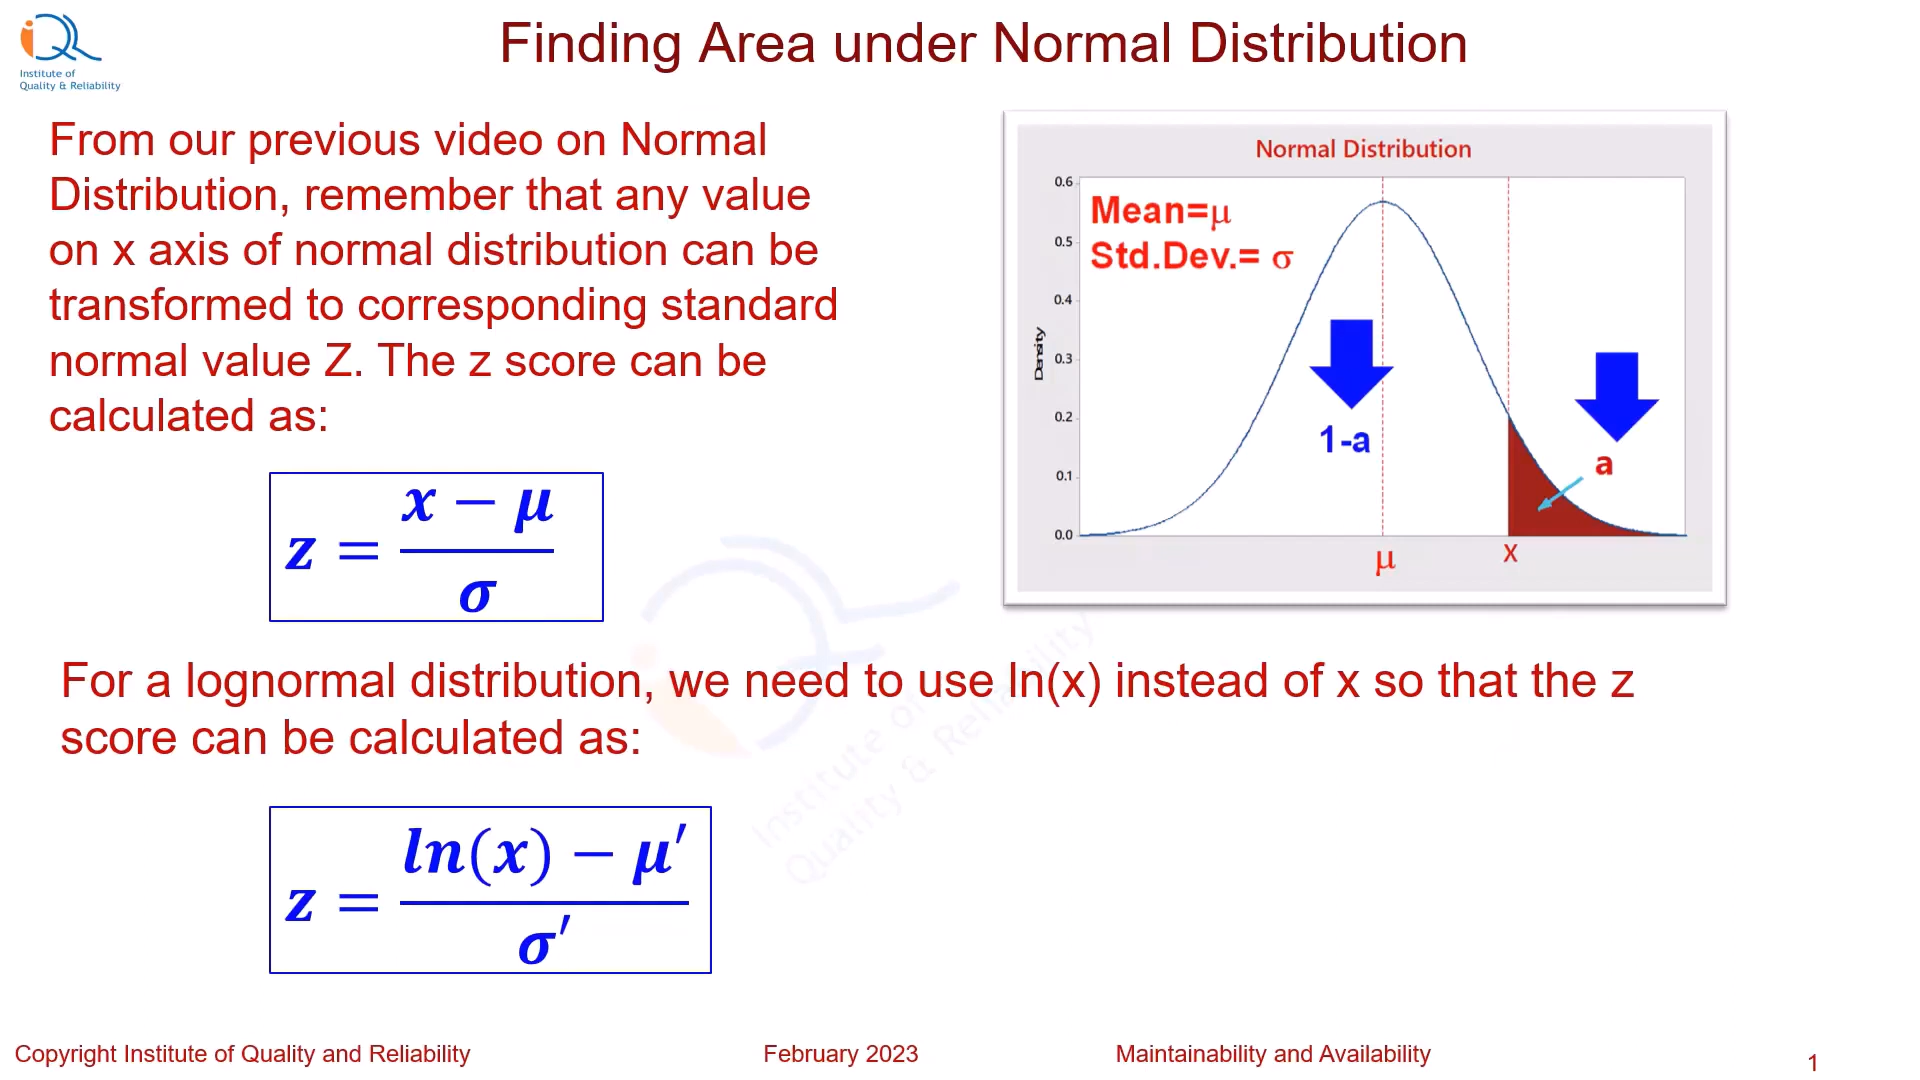 Institute of
Quality & Reliability
Finding Area under Normal Distribution
From our previous video on Normal
Distribution, remember that any value
on x axis of normal distribution can be
transformed to corresponding standard
normal value Z. The z score can be
calculated as:
z = (x − μ) / σ
Normal Distribution
Mean=μ
Std.Dev.= σ
Density
0.6
0.5
0.4
0.3
0.2
0.1
0.0
1-a
a
μ
X
For a lognormal distribution, we need to use ln(x) instead of x so that the z
score can be calculated as:
z = (ln(x) − μ′) / σ′
Institute of
Quality & Reliability
Copyright Institute of Quality and Reliability
February 2023
Maintainability and Availability
1